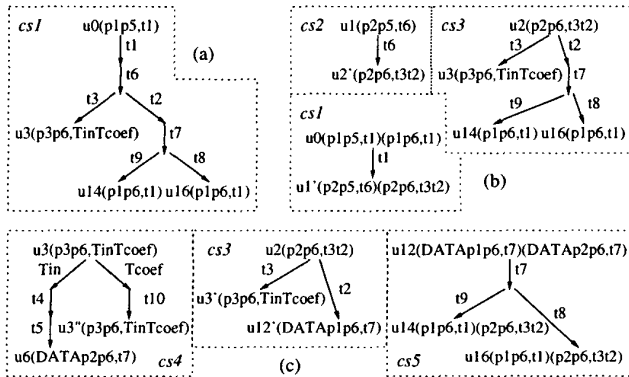 cs1 u0(p1p5,t1)
t1
(a)
t6
t3 t2
u3(p3p6,TinTcoef) t7
t9 t8
u14(p1p6,t1) u16(p1p6,t1)
cs2 u1(p2p5,t6)
t6
u2'(p2p6,t3t2)
cs3 u2(p2p6,t3t2)
t3 t2
u3(p3p6,TinTcoef) t7
t9 t8
u14(p1p6,t1) u16(p1p6,t1)
cs1
u0(p1p5,t1)(p1p6,t1)
t1
u1'(p2p5,t6)(p2p6,t3t2)
(b)
u3(p3p6,TinTcoef)
Tin Tcoef
t4 t10
t5 u3"(p3p6,TinTcoef)
u6(DATAp2p6,t7) cs4
cs3 u2(p2p6,t3t2)
t3 t2
u3'(p3p6,TinTcoef)
u12'(DATAp1p6,t7)
(c)
u12(DATAp1p6,t7)(DATAp2p6,t7)
t7
t9 t8
u14(p1p6,t1)(p2p6,t3t2)
cs5 u16(p1p6,t1)(p2p6,t3t2)